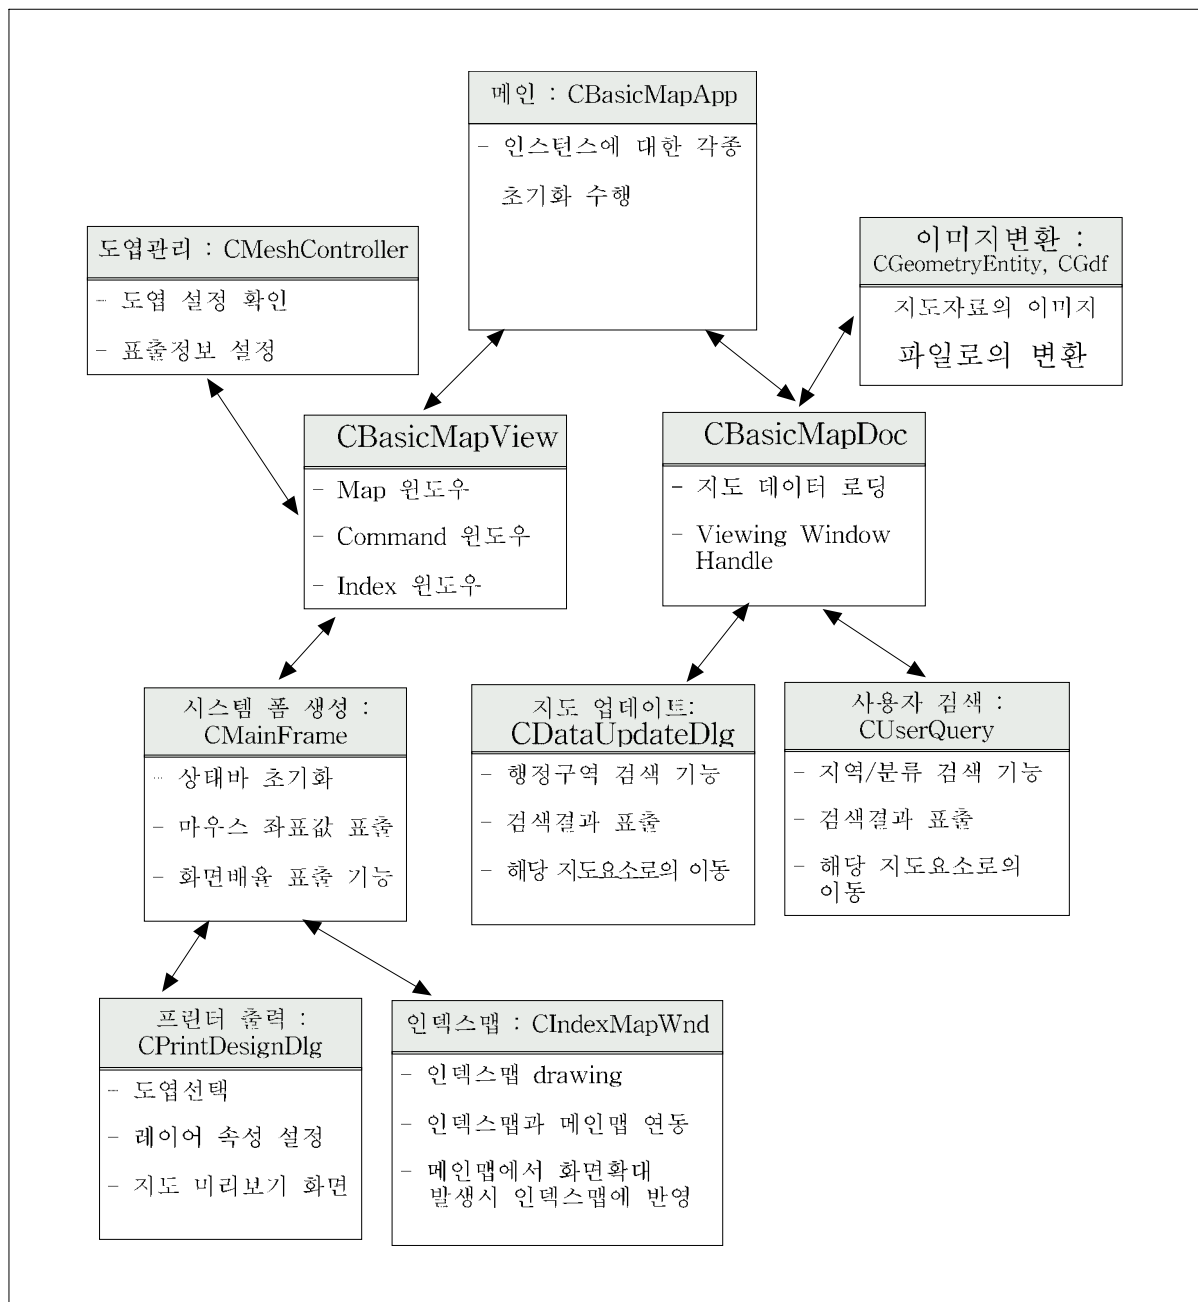 메인 : CBasicMapApp
- 인스턴스에 대한 각종
초기화 수행
도엽관리 : CMeshController
- 도엽 설정 확인
- 표출정보 설정
이미지변환 :
CGeometryEntity, CGdf
지도자료의 이미지
파일로의 변환
CBasicMapView
- Map 윈도우
- Command 윈도우
- Index 윈도우
CBasicMapDoc
- 지도 데이터 로딩
- Viewing Window
Handle
시스템 폼 생성 :
CMainFrame
- 상태바 초기화
- 마우스 좌표값 표출
- 화면배율 표출 기능
지도 업데이트:
CDataUpdateDlg
- 행정구역 검색 기능
- 검색결과 표출
- 해당 지도요소로의 이동
사용자 검색 :
CUserQuery
- 지역/분류 검색 기능
- 검색결과 표출
- 해당 지도요소로의
이동
프린터 출력 :
CPrintDesignDlg
- 도엽선택
- 레이어 속성 설정
- 지도 미리보기 화면
인덱스맵 : CIndexMapWnd
- 인덱스맵 drawing
- 인덱스맵과 메인맵 연동
- 메인맵에서 화면확대
발생시 인덱스맵에 반영